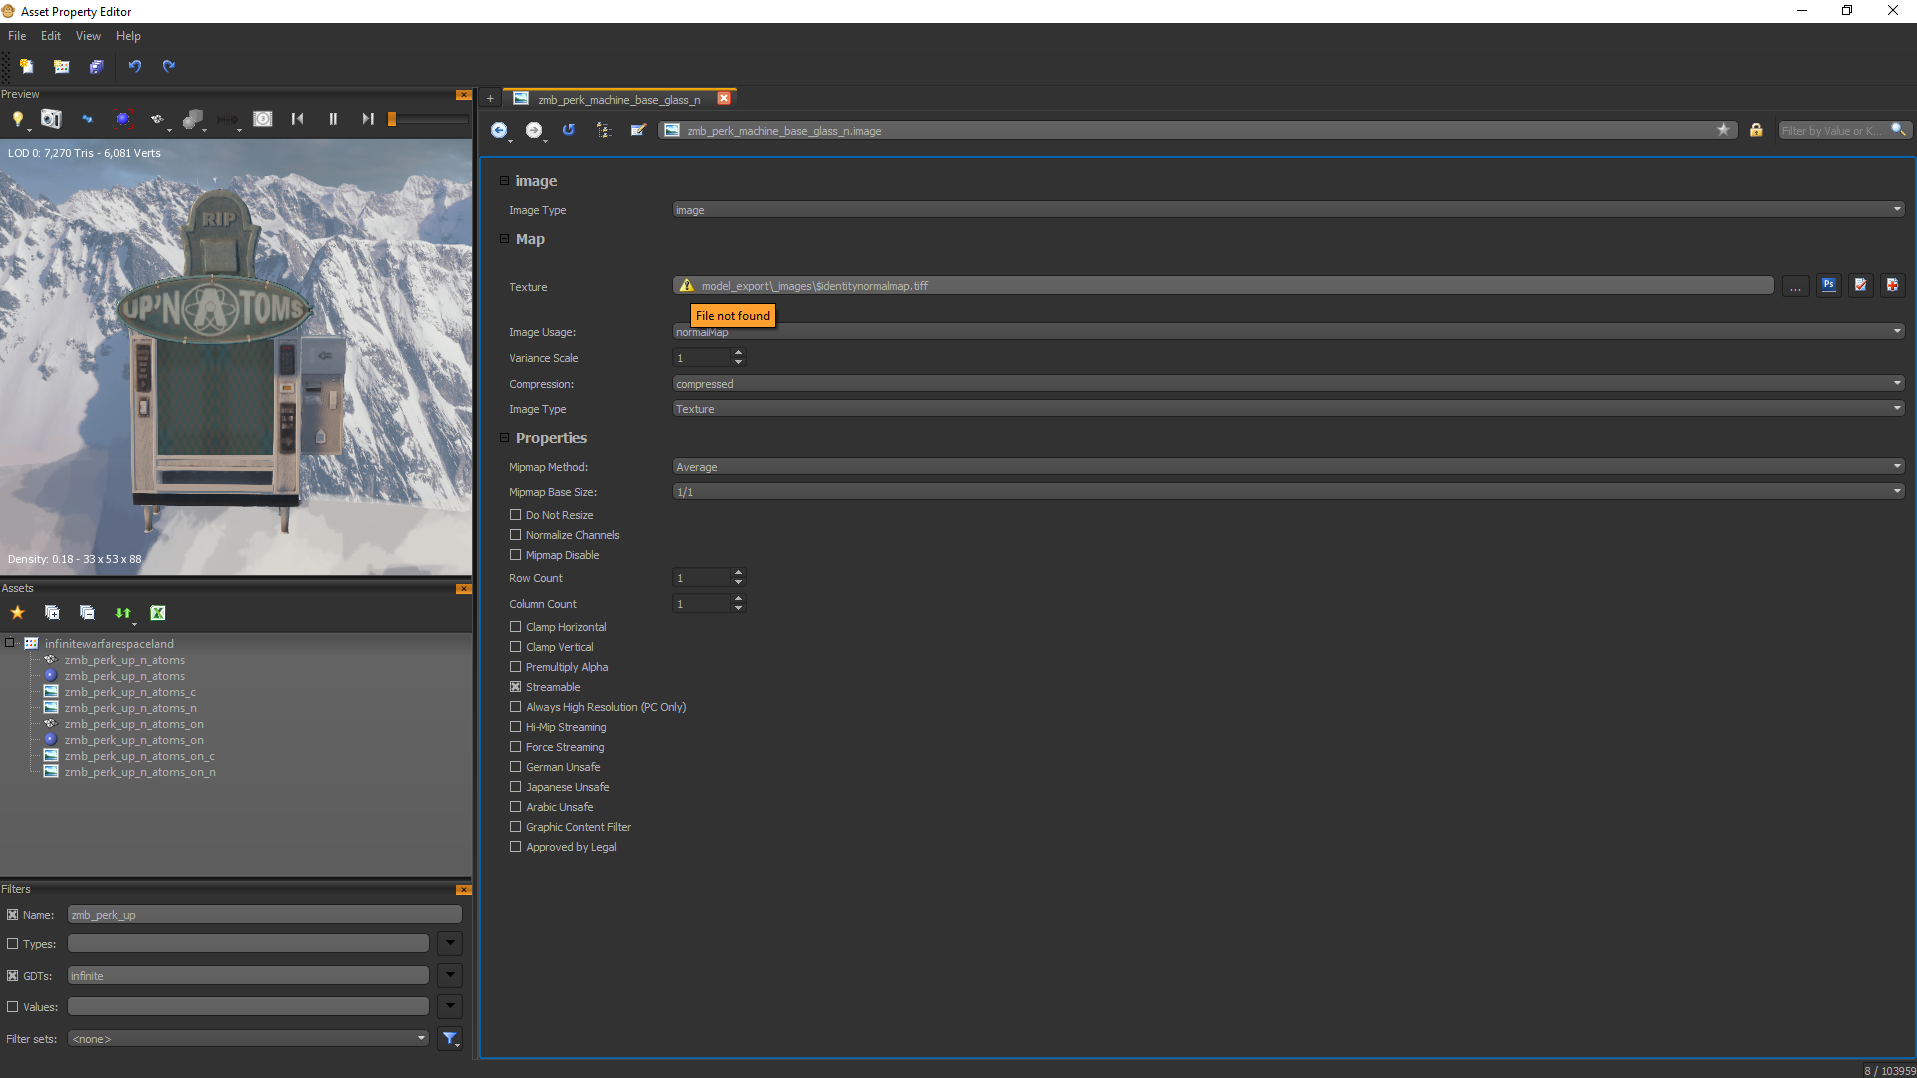 Asset Property Editor
File Edit View Help
Preview
LOD 0: 7,270 Tris - 6,081 Verts
RIP
UP'N ATOMS
Density: 0.18 - 33 x 53 x 88
Assets
infinitewarfarespaceland
zmb_perk_up_n_atoms
zmb_perk_up_n_atoms
zmb_perk_up_n_atoms_c
zmb_perk_up_n_atoms_n
zmb_perk_up_n_atoms_on
zmb_perk_up_n_atoms_on
zmb_perk_up_n_atoms_on_c
zmb_perk_up_n_atoms_on_n
Filters
Name: zmb_perk_up
Types:
GDTs: infinite
Values:
Filter sets: <none>
+ zmb_perk_machine_base_glass_n
zmb_perk_machine_base_glass_n.image
Filter by Value or K...
image
Image Type image
Map
Texture model_export\_images\$identitynormalmap.tiff ... Ps
File not found
Image Usage: normalMap
Variance Scale 1
Compression: compressed
Image Type Texture
Properties
Mipmap Method: Average
Mipmap Base Size: 1/1
Do Not Resize
Normalize Channels
Mipmap Disable
Row Count 1
Column Count 1
Clamp Horizontal
Clamp Vertical
Premultiply Alpha
Streamable
Always High Resolution (PC Only)
Hi-Mip Streaming
Force Streaming
German Unsafe
Japanese Unsafe
Arabic Unsafe
Graphic Content Filter
Approved by Legal
8 / 103959